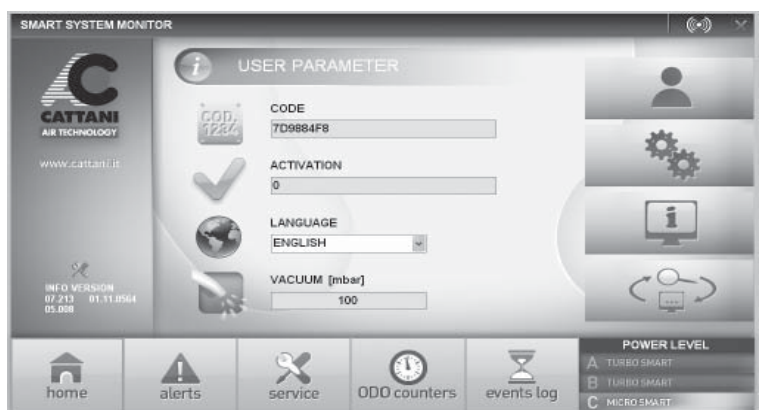 SMART SYSTEM MONITOR
AC
CATTANI
AIR TECHNOLOGY
www.cattani.it
INFO VERSION
07.213 01.11.0564
05.008
i USER PARAMETER
COD.
1234
CODE
7D9884F8
ACTIVATION
0
LANGUAGE
ENGLISH
VACUUM [mbar]
100
i
home
alerts
service
ODO counters
events log
POWER LEVEL
A TURBO SMART
B TURBO SMART
C MICRO SMART